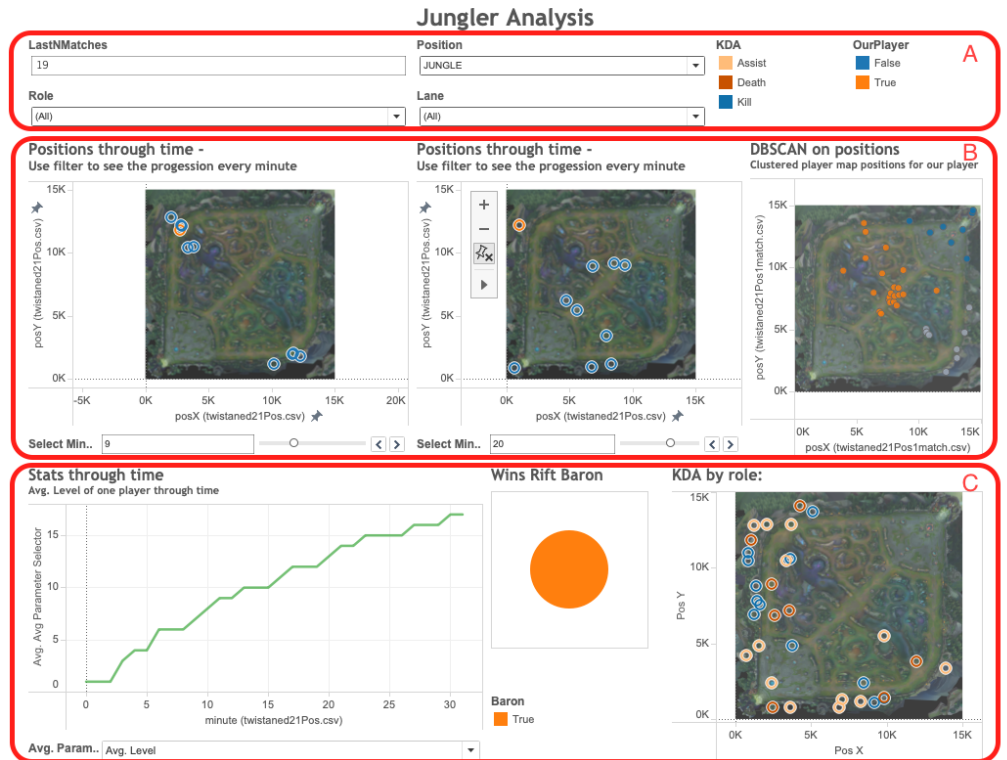 Jungler Analysis
LastNMatches
19
Position
JUNGLE
KDA
Assist
Death
Kill
OurPlayer
False
True
A
Role
(All)
Lane
(All)
Positions through time -
Use filter to see the progession every minute
15K
10K
5K
0K
posY (twistaned21Pos.csv)
-5K 0K 5K 10K 15K 20K
posX (twistaned21Pos.csv)
Select Min.. 9
Positions through time -
Use filter to see the progession every minute
15K
10K
5K
0K
posY (twistaned21Pos.csv)
0K 5K 10K 15K
posX (twistaned21Pos.csv)
Select Min.. 20
DBSCAN on positions
B
Clustered player map positions for our player
15K
10K
5K
0K
posY (twistaned21Pos1match.csv)
0K 5K 10K 15K
posX (twistaned21Pos1match.csv)
Stats through time
Avg. Level of one player through time
15
10
5
0
Avg. Avg Parameter Selector
0 5 10 15 20 25 30
minute (twistaned21Pos.csv)
Avg. Param.. Avg. Level
Wins Rift Baron
Baron
True
KDA by role:
C
15K
10K
5K
0K
Pos Y
0K 5K 10K 15K
Pos X